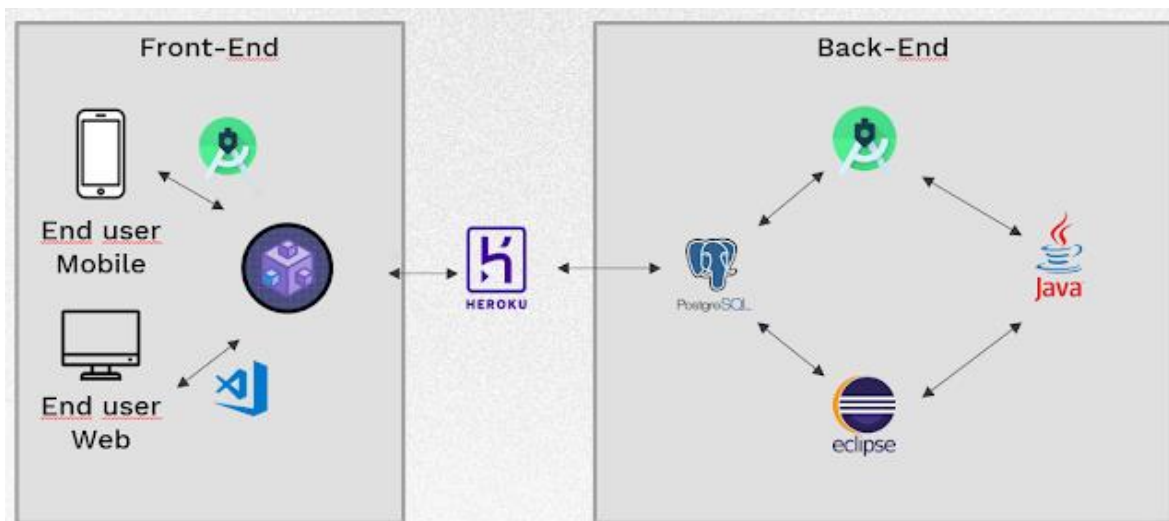 Front-End
Back-End
End user
Mobile
End user
Web
HEROKU
PostgreSQL
Java
eclipse